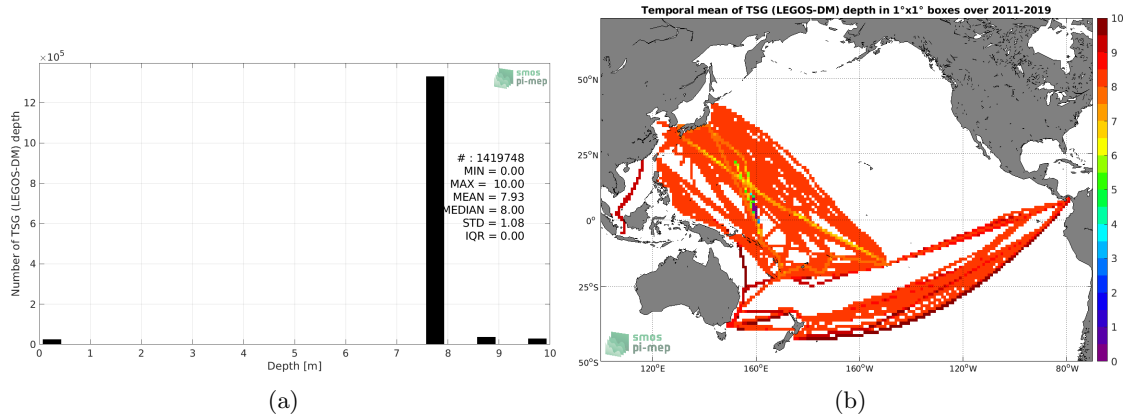 ×10⁵
smos
pi-mep
12
10
8
6
4
2
0
Number of TSG (LEGOS-DM) depth
# : 1419748
MIN = 0.00
MAX = 10.00
MEAN = 7.93
MEDIAN = 8.00
STD = 1.08
IQR = 0.00
0 1 2 3 4 5 6 7 8 9 10
Depth [m]
(a)
Temporal mean of TSG (LEGOS-DM) depth in 1°x1° boxes over 2011-2019
50°N
25°N
0°
25°S
50°S
120°E 160°E 160°W 120°W 80°W
smos
pi-mep
10
9
8
7
6
5
4
3
2
1
0
(b)